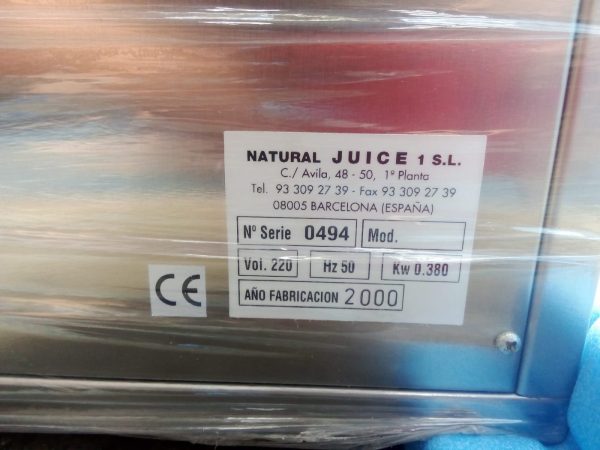 NATURAL JUICE 1 S.L.
C./ Avila, 48 - 50, 1º Planta
Tel. 93 309 27 39 - Fax 93 309 27 39
08005 BARCELONA (ESPAÑA)
Nº Serie 0494 Mod.
Vol. 220 Hz 50 Kw 0.380
CE AÑO FABRICACION 2000